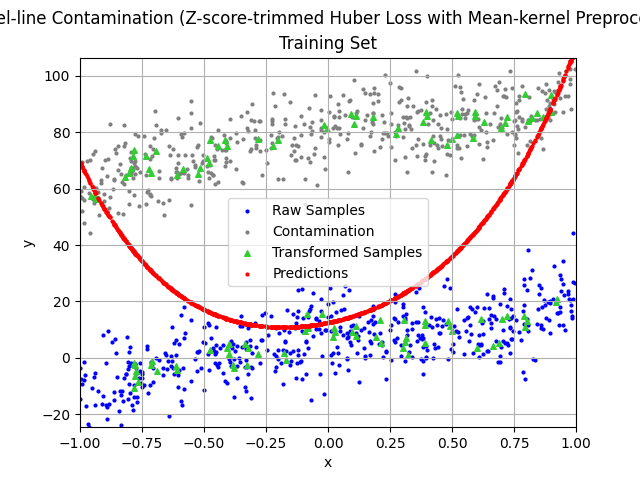 el-line Contamination (Z-score-trimmed Huber Loss with Mean-kernel Preproc
Training Set
y
100
80
60
40
20
0
−20
Raw Samples
Contamination
Transformed Samples
Predictions
−1.00 −0.75 −0.50 −0.25 0.00 0.25 0.50 0.75 1.00
x